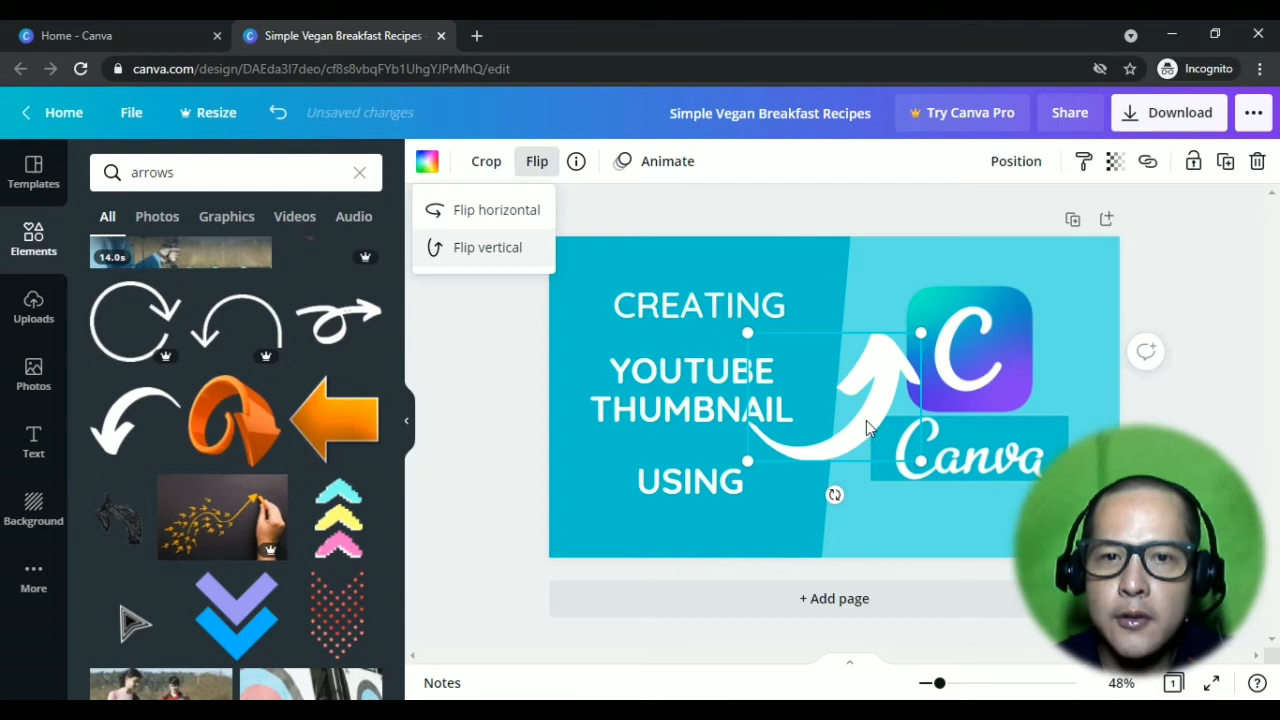 Home - Canva
Simple Vegan Breakfast Recipes -
canva.com/design/DAEda3I7deo/cf8s8vbqFYb1UhgYJPrMhQ/edit
Incognito
Home
File
Resize
Unsaved changes
Simple Vegan Breakfast Recipes
Try Canva Pro
Share
Download
Templates
Elements
Uploads
Photos
Text
Background
More
arrows
All
Photos
Graphics
Videos
Audio
14.0s
Crop
Flip
Animate
Position
Flip horizontal
Flip vertical
CREATING
YOUTUBE
THUMBNAIL
USING
C
Canva
+ Add page
Notes
48%
1